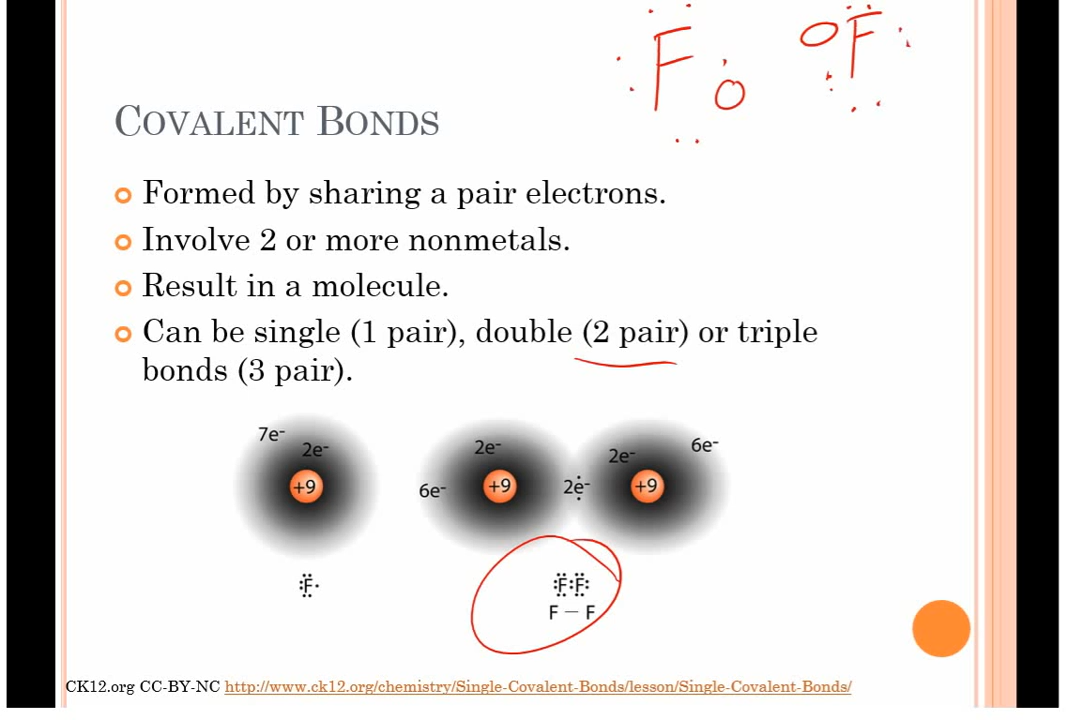 F F
COVALENT BONDS
Formed by sharing a pair electrons.
Involve 2 or more nonmetals.
Result in a molecule.
Can be single (1 pair), double (2 pair) or triple
bonds (3 pair).
7e⁻ 2e⁻ +9
2e⁻ 6e⁻ +9 2e⁻ 2e⁻ +9 6e⁻
:F·
:F:F:
F – F
CK12.org CC-BY-NC http://www.ck12.org/chemistry/Single-Covalent-Bonds/lesson/Single-Covalent-Bonds/